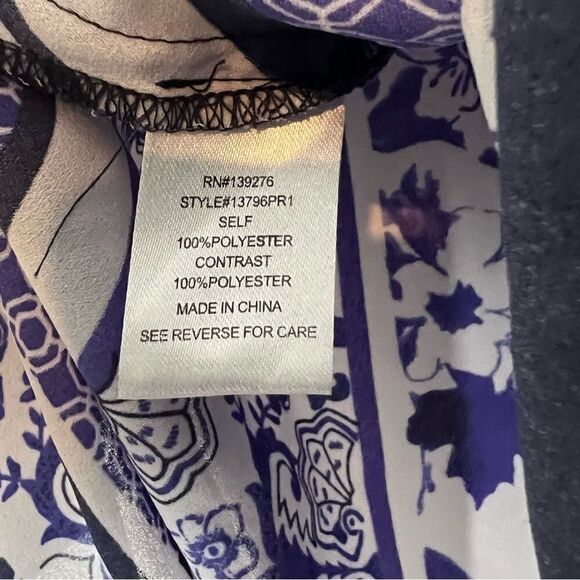 RN#139276
STYLE#13796PR1
SELF
100%POLYESTER
CONTRAST
100%POLYESTER
MADE IN CHINA
SEE REVERSE FOR CARE